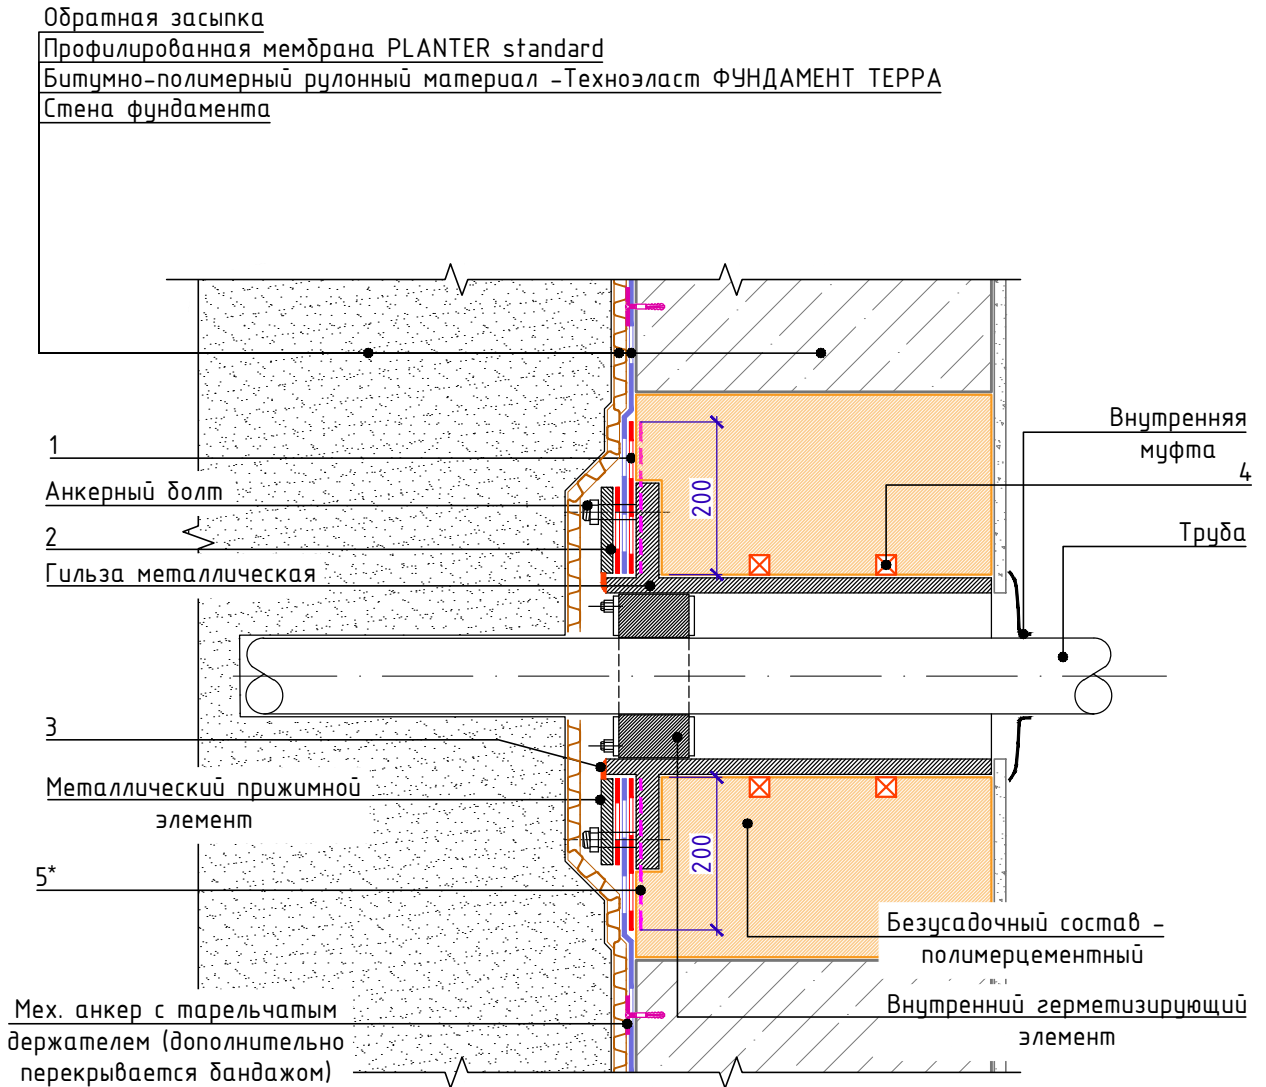 Обратная засыпка
Профилированная мембрана PLANTER standard
Битумно-полимерный рулонный материал -Техноэласт ФУНДАМЕНТ ТЕРРА
Стена фундамента
1
Анкерный болт
2
Гильза металлическая
3
Металлический прижимной
элемент
5*
Мех. анкер с тарельчатым
держателем (дополнительно
перекрывается бандажом)
200
200
Внутренняя
муфта
4
Труба
Безусадочный состав -
полимерцементный
Внутренний герметизирующий
элемент